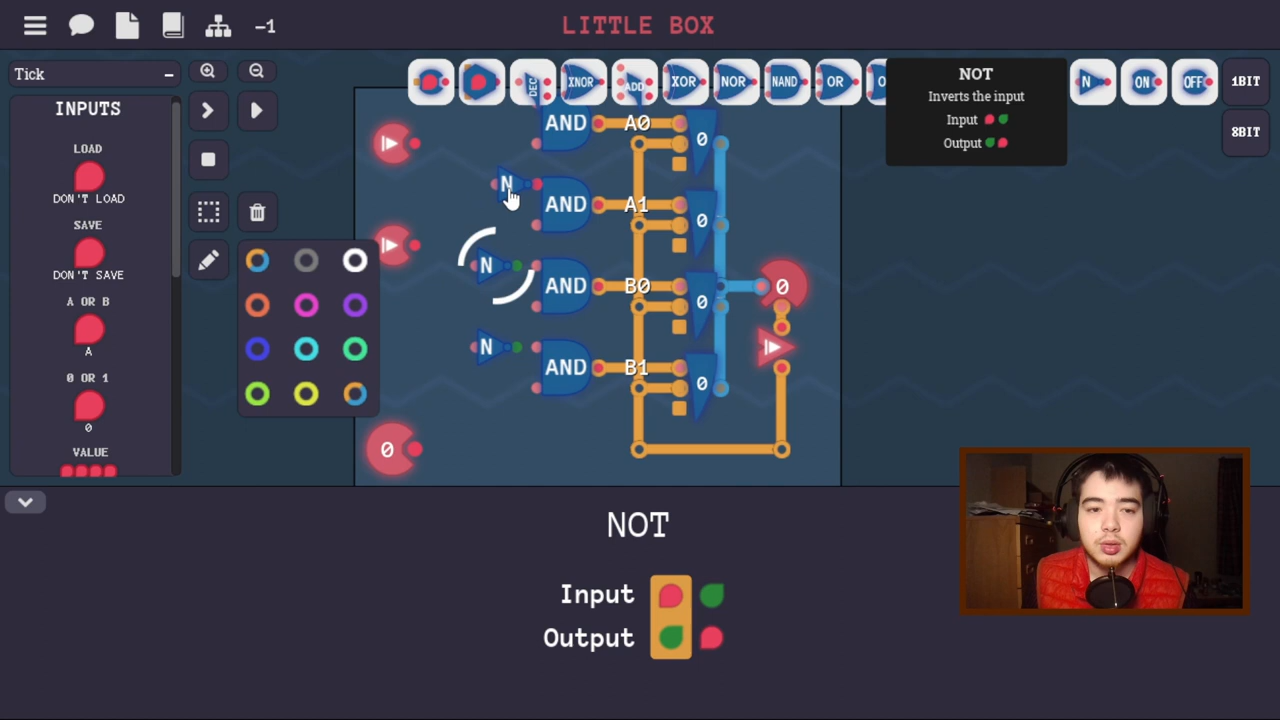 −1
LITTLE BOX
Tick
INPUTS
LOAD
DON'T LOAD
SAVE
DON'T SAVE
A OR B
A
0 OR 1
0
VALUE
DEC
XNOR
ADD
XOR
NOR
NAND
OR
NOT
Inverts the input
Input
Output
N
ON
OFF
1BIT
8BIT
AND
A0
0
N
AND
A1
0
N
AND
B0
0
0
N
AND
B1
0
0
NOT
Input
Output